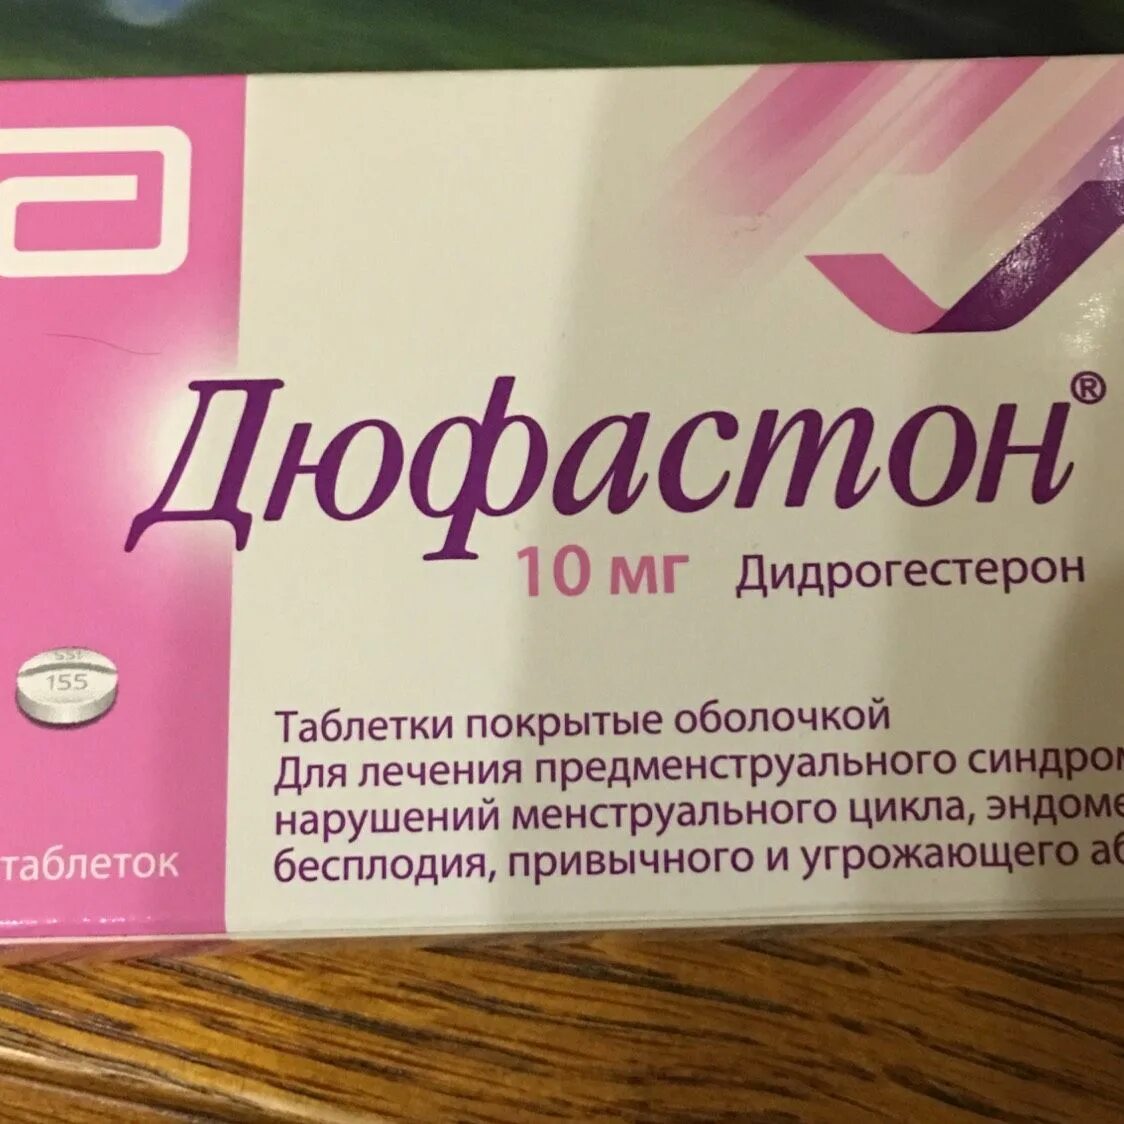 Дюфастон®
10 мг Дидрогестерон
155
Таблетки покрытые оболочкой
Для лечения предменструального синдром
нарушений менструального цикла, эндоме
бесплодия, привычного и угрожающего аб
таблеток